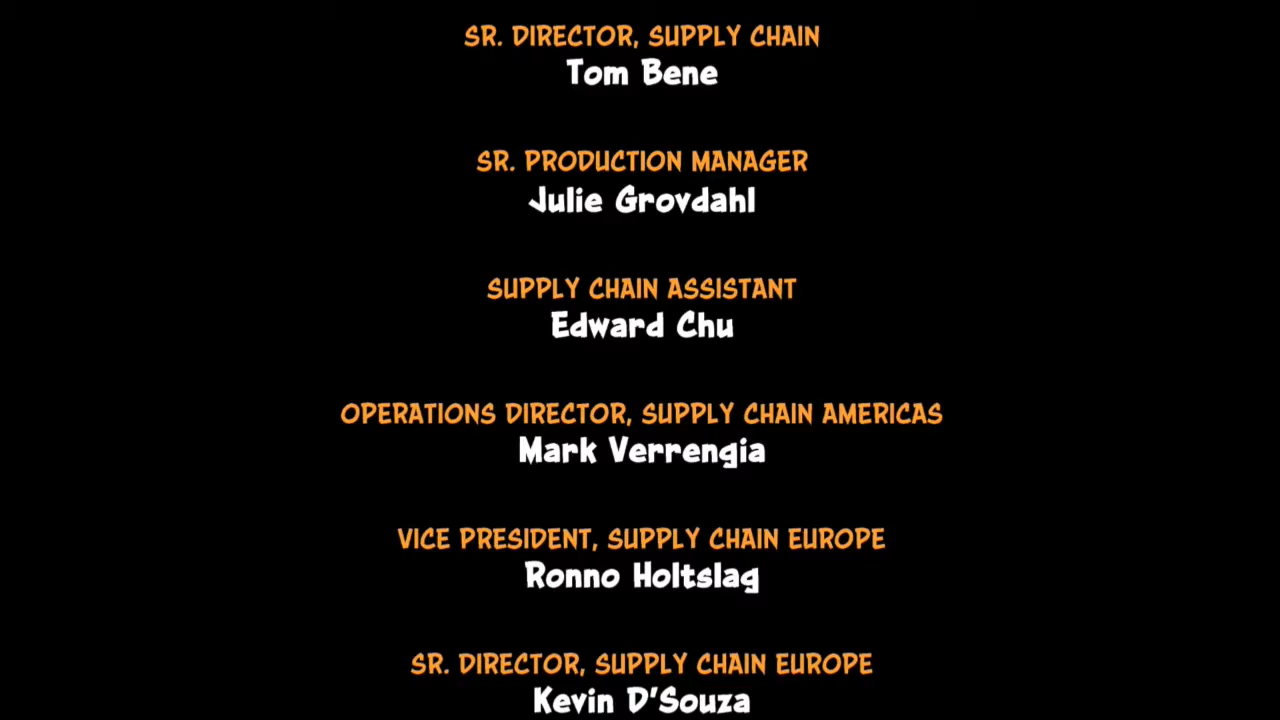 SR. DIRECTOR, SUPPLY CHAIN
Tom Bene
SR. PRODUCTION MANAGER
Julie Grovdahl
SUPPLY CHAIN ASSISTANT
Edward Chu
OPERATIONS DIRECTOR, SUPPLY CHAIN AMERICAS
Mark Verrengia
VICE PRESIDENT, SUPPLY CHAIN EUROPE
Ronno Holtslag
SR. DIRECTOR, SUPPLY CHAIN EUROPE
Kevin D'Souza